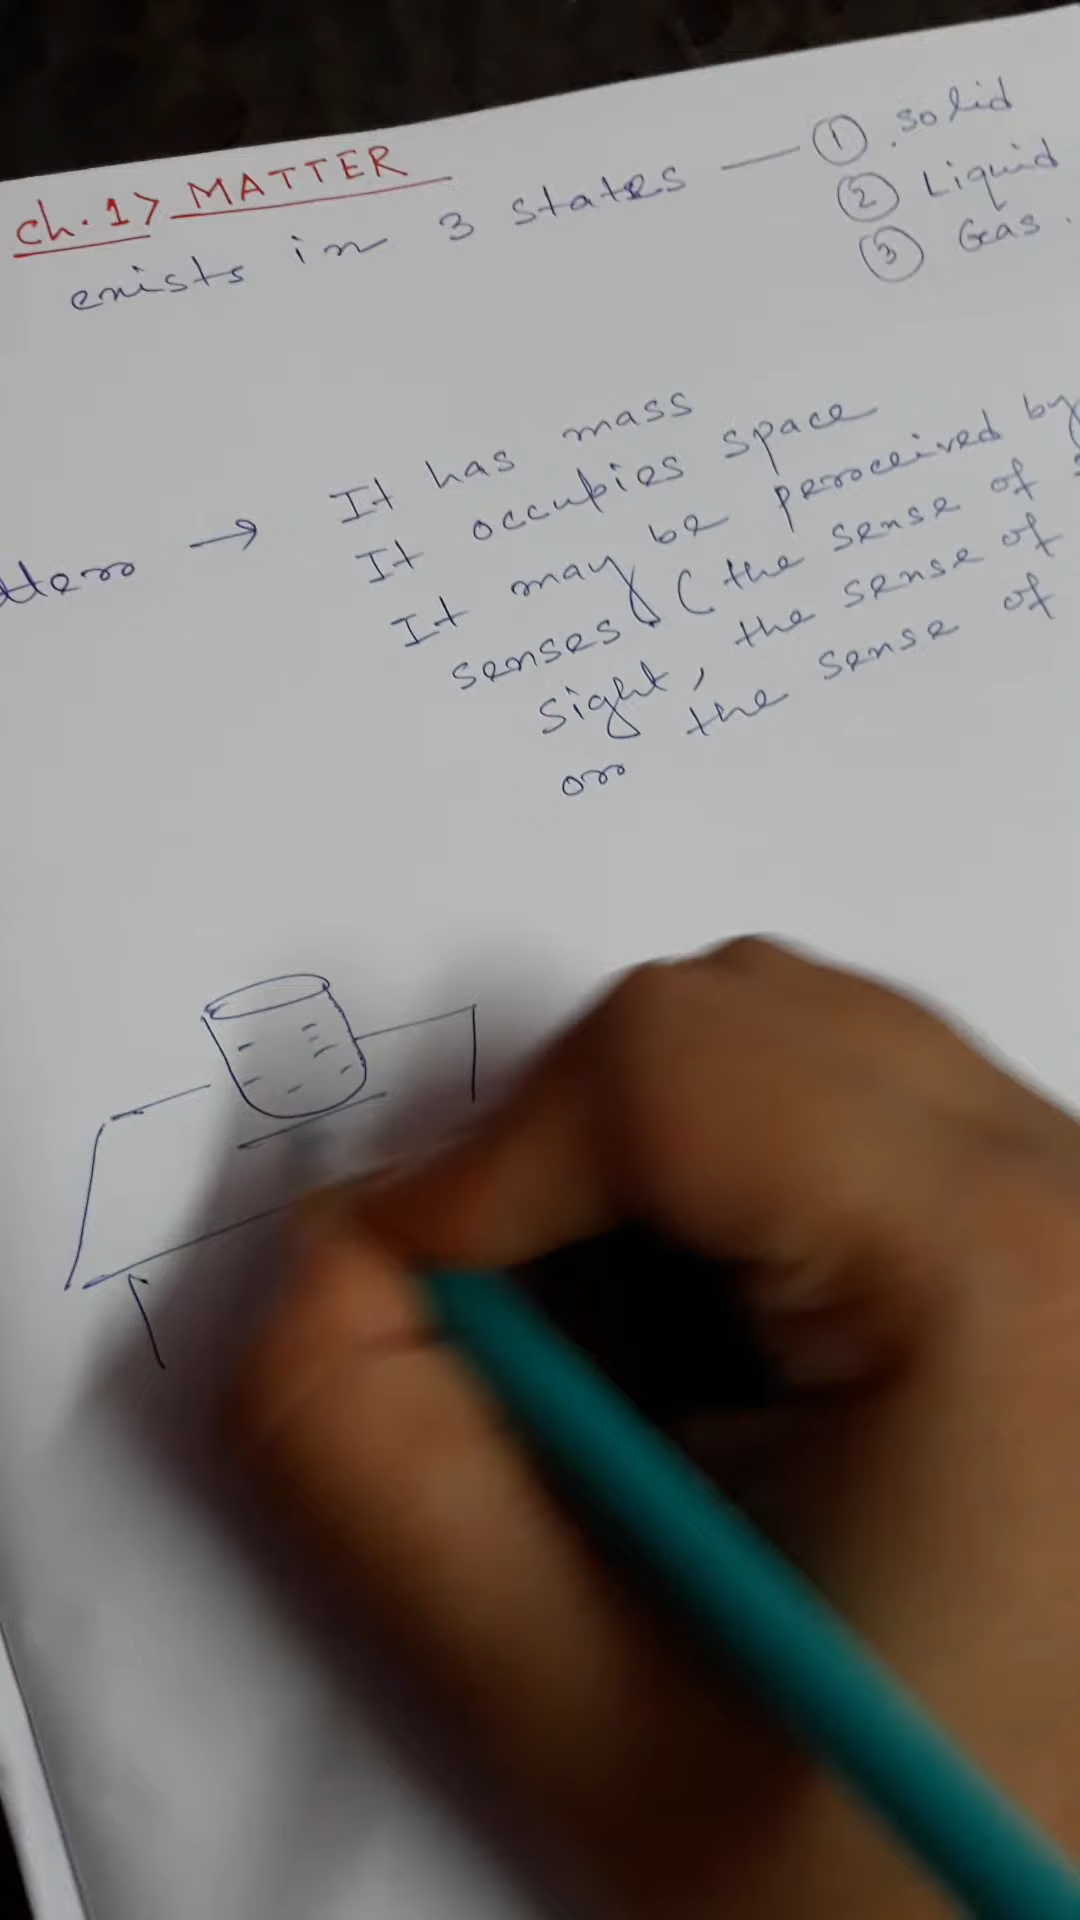 ch.1> MATTER
exists in 3 states — ① solid
② Liquid
③ Gas.
It has mass
→ It occupies space
It may be perceived by
senses. (the sense of
sight, the sense of
or the sense of